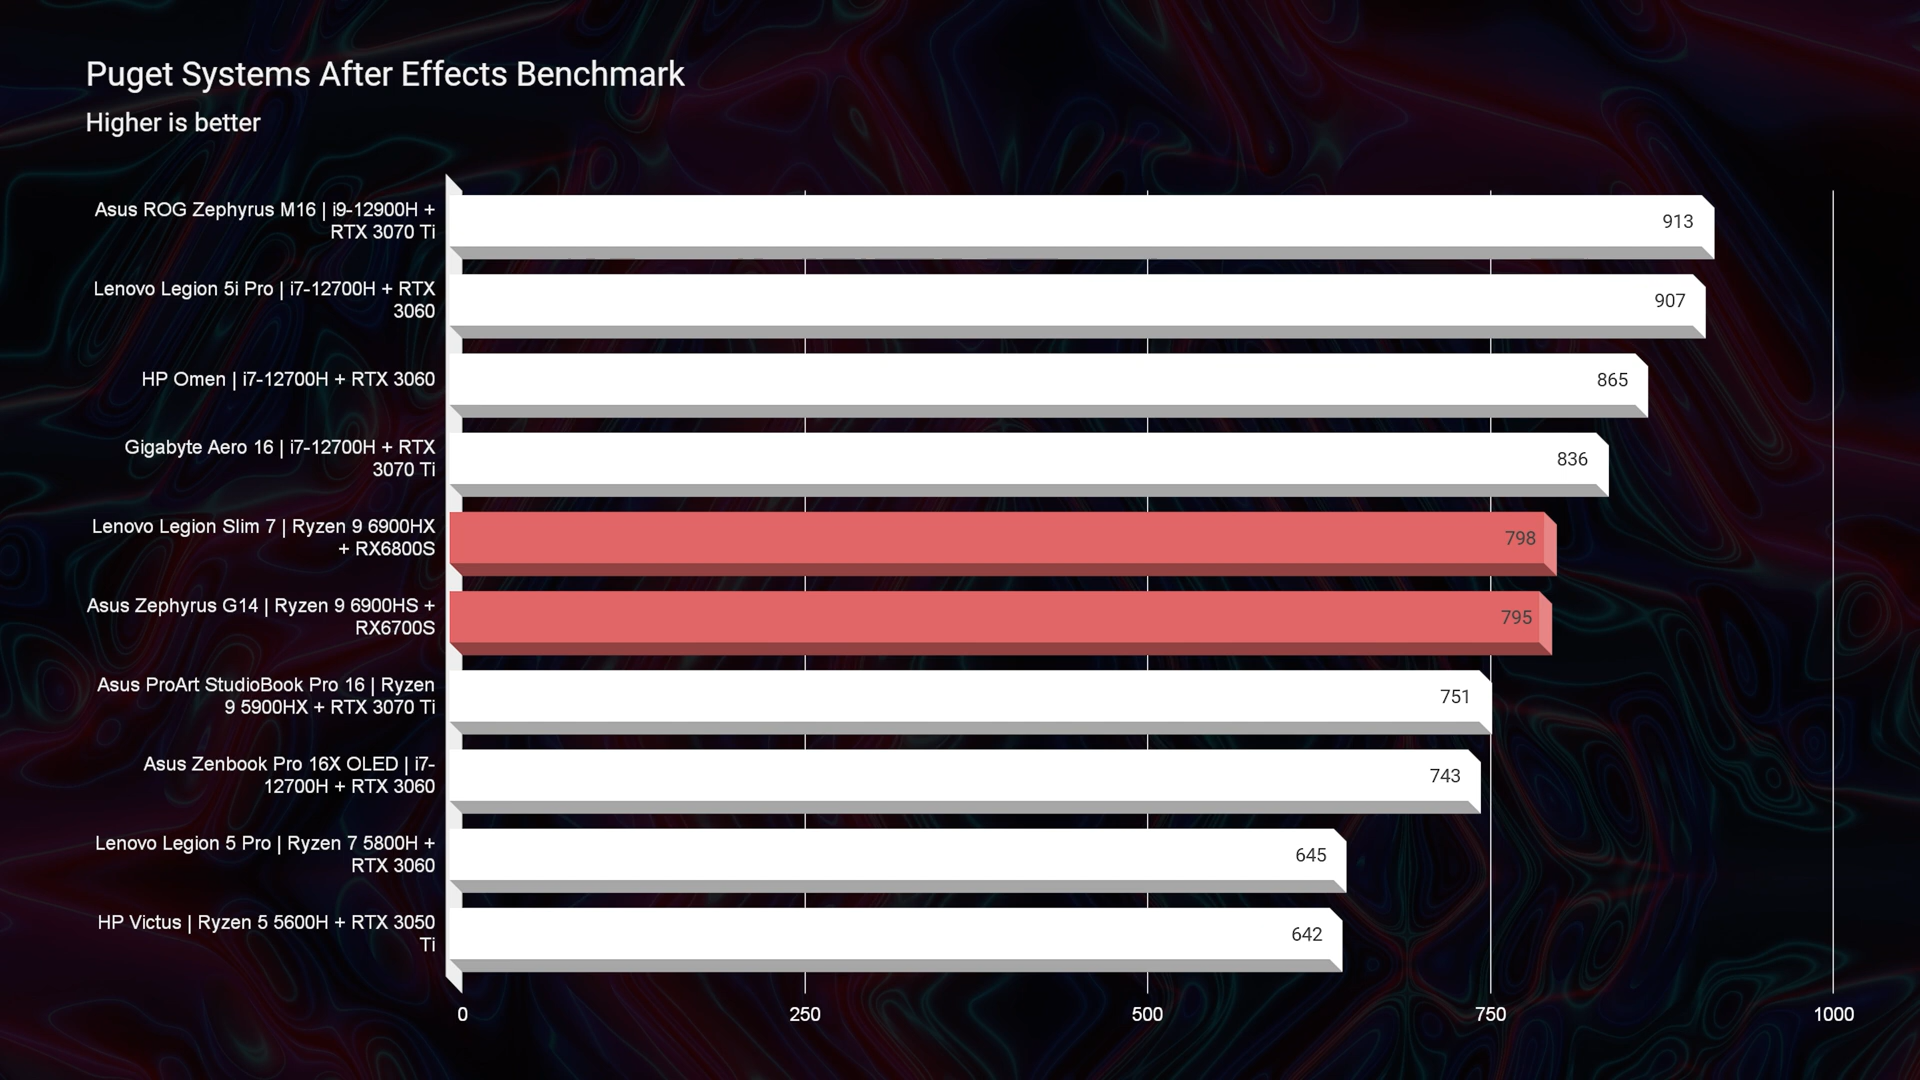 Puget Systems After Effects Benchmark
Higher is better
Asus ROG Zephyrus M16 | i9-12900H +
RTX 3070 Ti
913
Lenovo Legion 5i Pro | i7-12700H + RTX
3060
907
HP Omen | i7-12700H + RTX 3060
865
Gigabyte Aero 16 | i7-12700H + RTX
3070 Ti
836
Lenovo Legion Slim 7 | Ryzen 9 6900HX
+ RX6800S
798
Asus Zephyrus G14 | Ryzen 9 6900HS +
RX6700S
795
Asus ProArt StudioBook Pro 16 | Ryzen
9 5900HX + RTX 3070 Ti
751
Asus Zenbook Pro 16X OLED | i7-
12700H + RTX 3060
743
Lenovo Legion 5 Pro | Ryzen 7 5800H +
RTX 3060
645
HP Victus | Ryzen 5 5600H + RTX 3050
Ti
642
0 250 500 750 1000